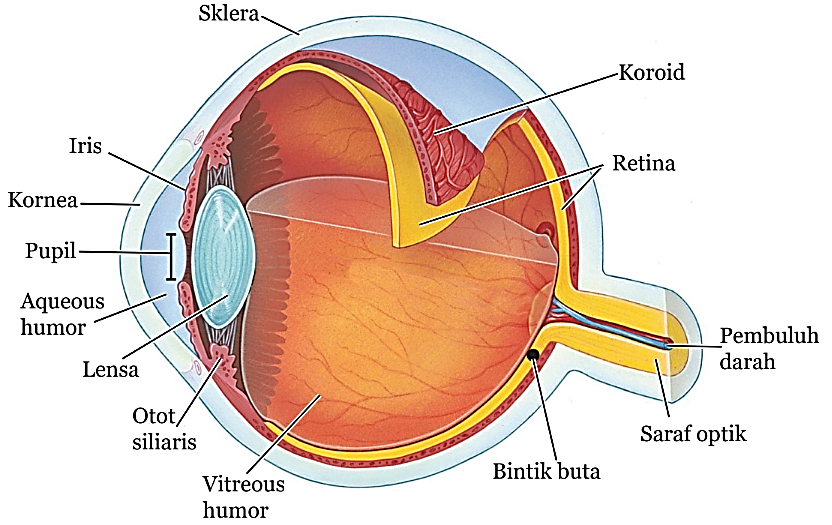 Sklera
Koroid
Iris
Retina
Kornea
Pupil
Aqueous
humor
Lensa
Pembuluh
darah
Otot
siliaris
Saraf optik
Bintik buta
Vitreous
humor